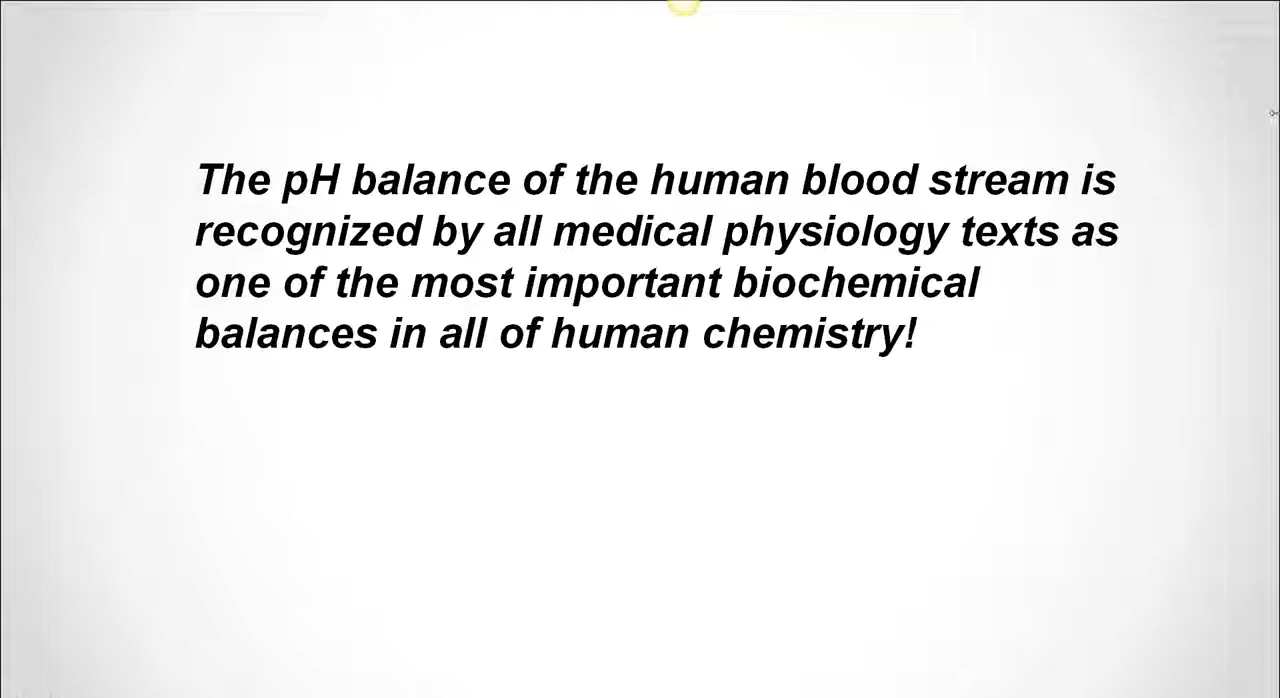 The pH balance of the human blood stream is
recognized by all medical physiology texts as
one of the most important biochemical
balances in all of human chemistry!